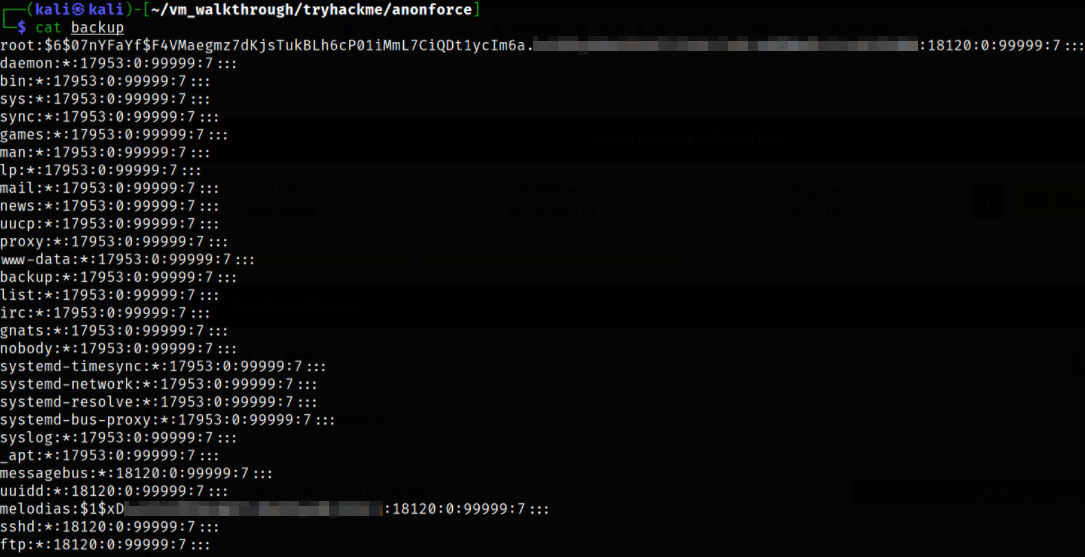 (kali㉿kali)-[~/vm_walkthrough/tryhackme/anonforce]
$ cat backup
root:$6$07nYFaYf$F4VMaegmz7dKjsTukBLh6cP01iMmL7CiQDt1ycIm6a. :18120:0:99999:7:::
daemon:*:17953:0:99999:7:::
bin:*:17953:0:99999:7:::
sys:*:17953:0:99999:7:::
sync:*:17953:0:99999:7:::
games:*:17953:0:99999:7:::
man:*:17953:0:99999:7:::
lp:*:17953:0:99999:7:::
mail:*:17953:0:99999:7:::
news:*:17953:0:99999:7:::
uucp:*:17953:0:99999:7:::
proxy:*:17953:0:99999:7:::
www-data:*:17953:0:99999:7:::
backup:*:17953:0:99999:7:::
list:*:17953:0:99999:7:::
irc:*:17953:0:99999:7:::
gnats:*:17953:0:99999:7:::
nobody:*:17953:0:99999:7:::
systemd-timesync:*:17953:0:99999:7:::
systemd-network:*:17953:0:99999:7:::
systemd-resolve:*:17953:0:99999:7:::
systemd-bus-proxy:*:17953:0:99999:7:::
syslog:*:17953:0:99999:7:::
_apt:*:17953:0:99999:7:::
messagebus:*:18120:0:99999:7:::
uuidd:*:18120:0:99999:7:::
melodias:$1$xD :18120:0:99999:7:::
sshd:*:18120:0:99999:7:::
ftp:*:18120:0:99999:7:::